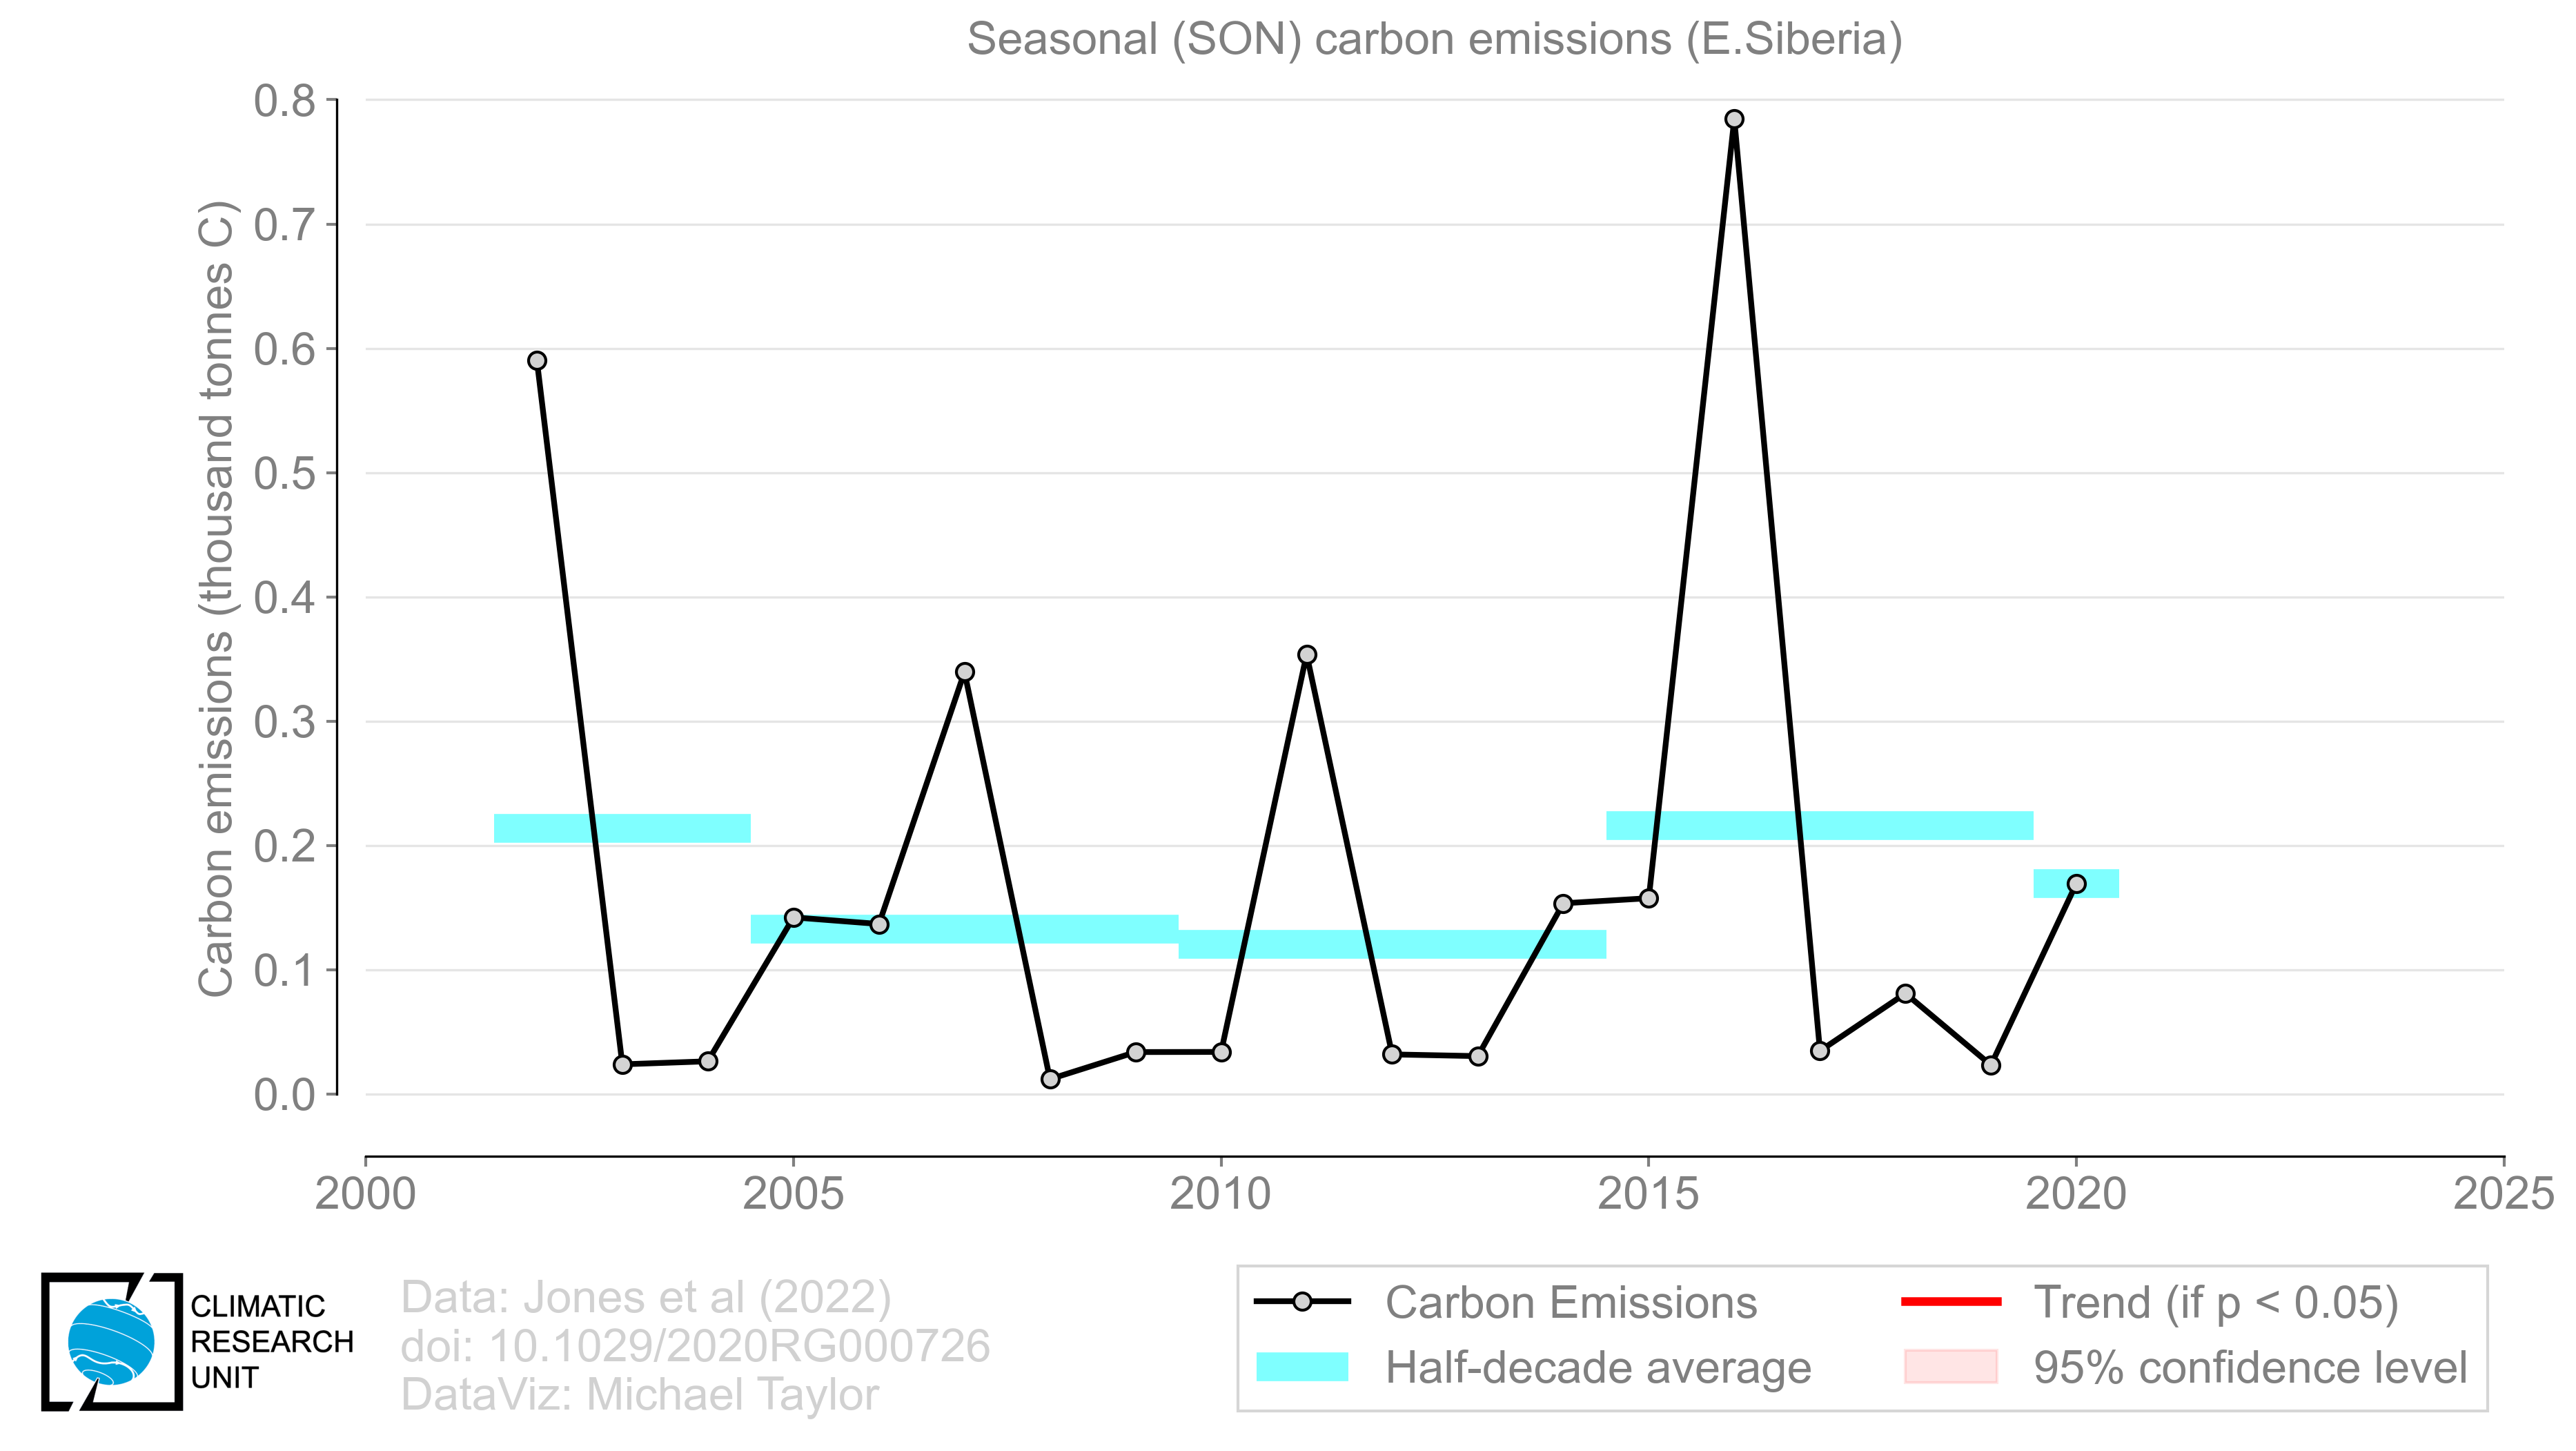 Seasonal (SON) carbon emissions (E.Siberia)
Carbon emissions (thousand tonnes C)
0.8
0.7
0.6
0.5
0.4
0.3
0.2
0.1
0.0
2000 2005 2010 2015 2020 2025
CLIMATIC
RESEARCH
UNIT
Data: Jones et al (2022)
doi: 10.1029/2020RG000726
DataViz: Michael Taylor
Carbon Emissions
Half-decade average
Trend (if p < 0.05)
95% confidence level